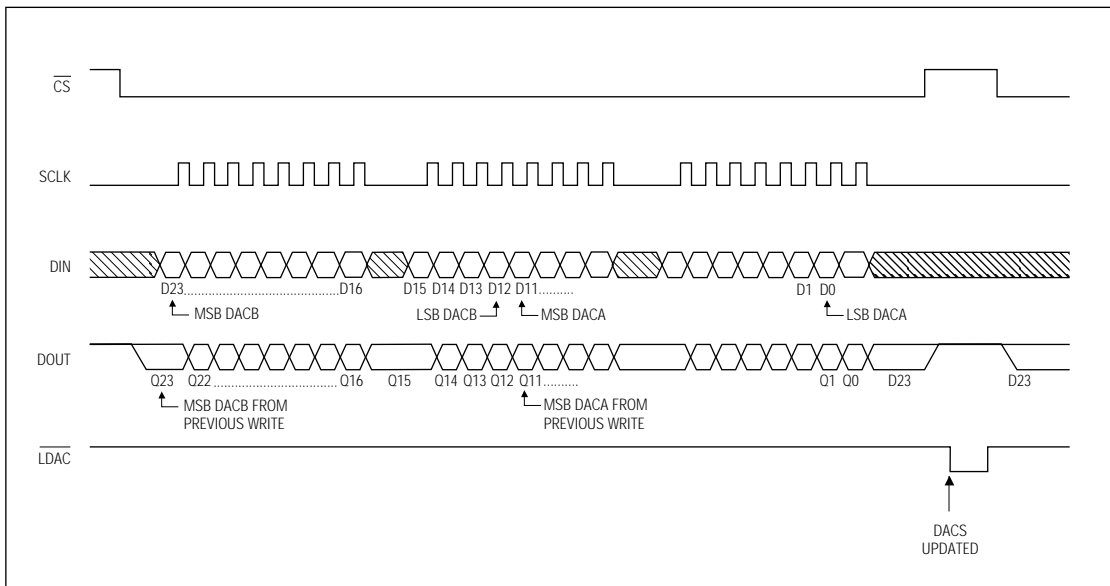 CS
SCLK
DIN
D23............................................D16 D15 D14 D13 D12 D11.......... D1 D0
MSB DACB LSB DACB MSB DACA LSB DACA
DOUT
Q23 Q22...................................Q16 Q15 Q14 Q13 Q12 Q11.......... Q1 Q0 D23 D23
MSB DACB FROM
PREVIOUS WRITE
MSB DACA FROM
PREVIOUS WRITE
LDAC
DACS
UPDATED